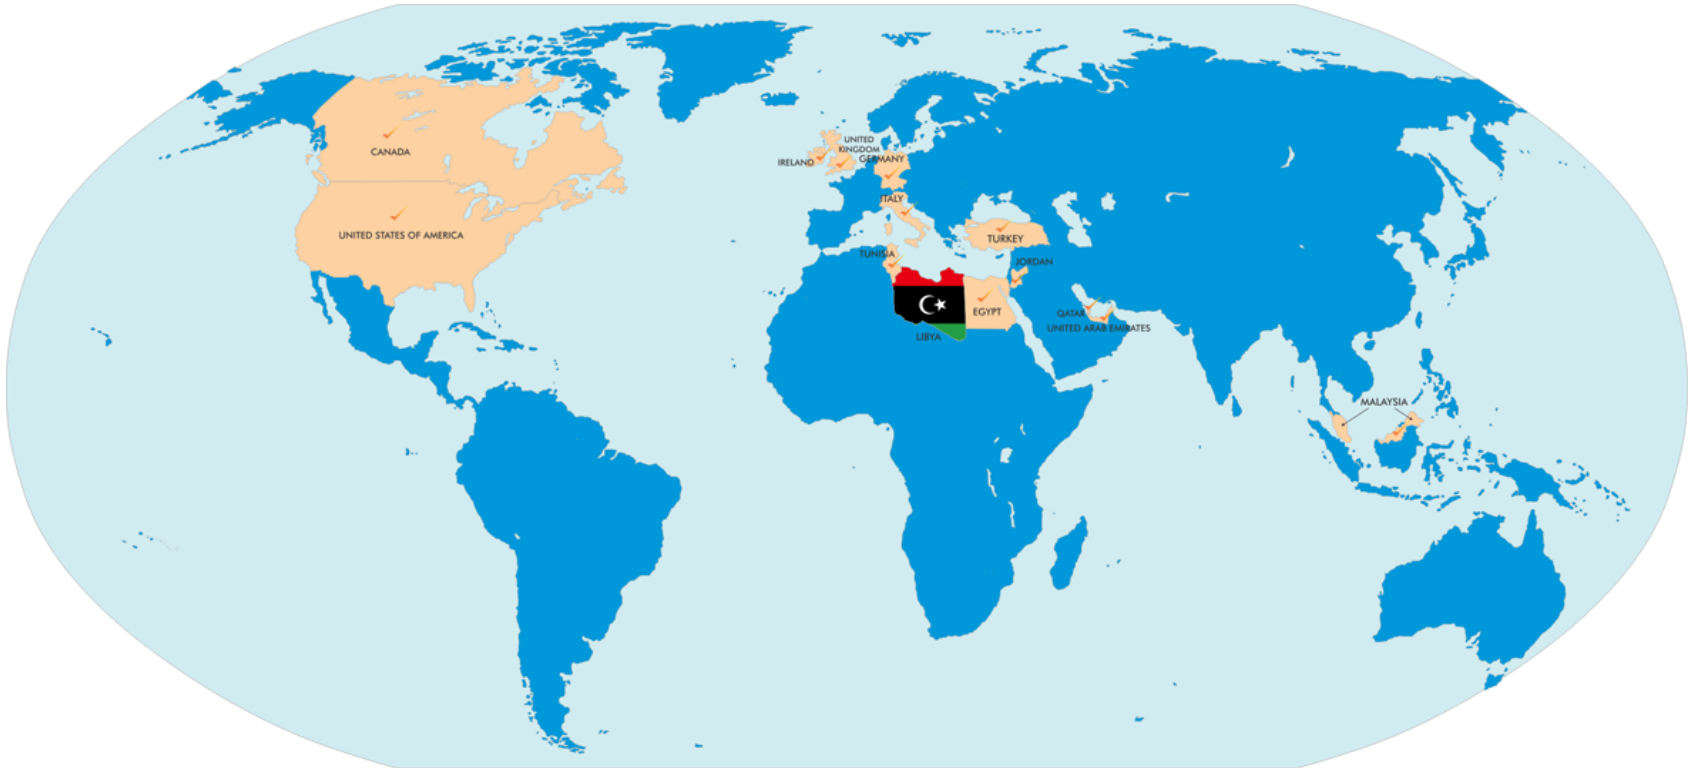 CANADA
UNITED STATES OF AMERICA
UNITED
KINGDOM
IRELAND
GERMANY
ITALY
TURKEY
TUNISIA
JORDAN
EGYPT
LIBYA
QATAR
UNITED ARAB EMIRATES
MALAYSIA